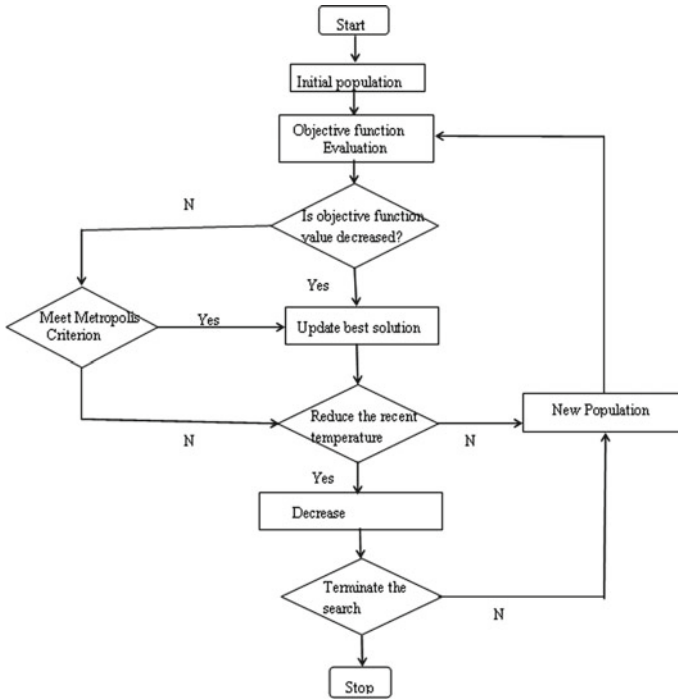 Start
Initial population
Objective function
Evaluation
N
Is objective function
value decreased?
Yes
Meet Metropolis
Criterion
Yes
Update best solution
Reduce the recent
temperature
N
N
New Population
Yes
Decrease
Terminate the
search
N
Stop